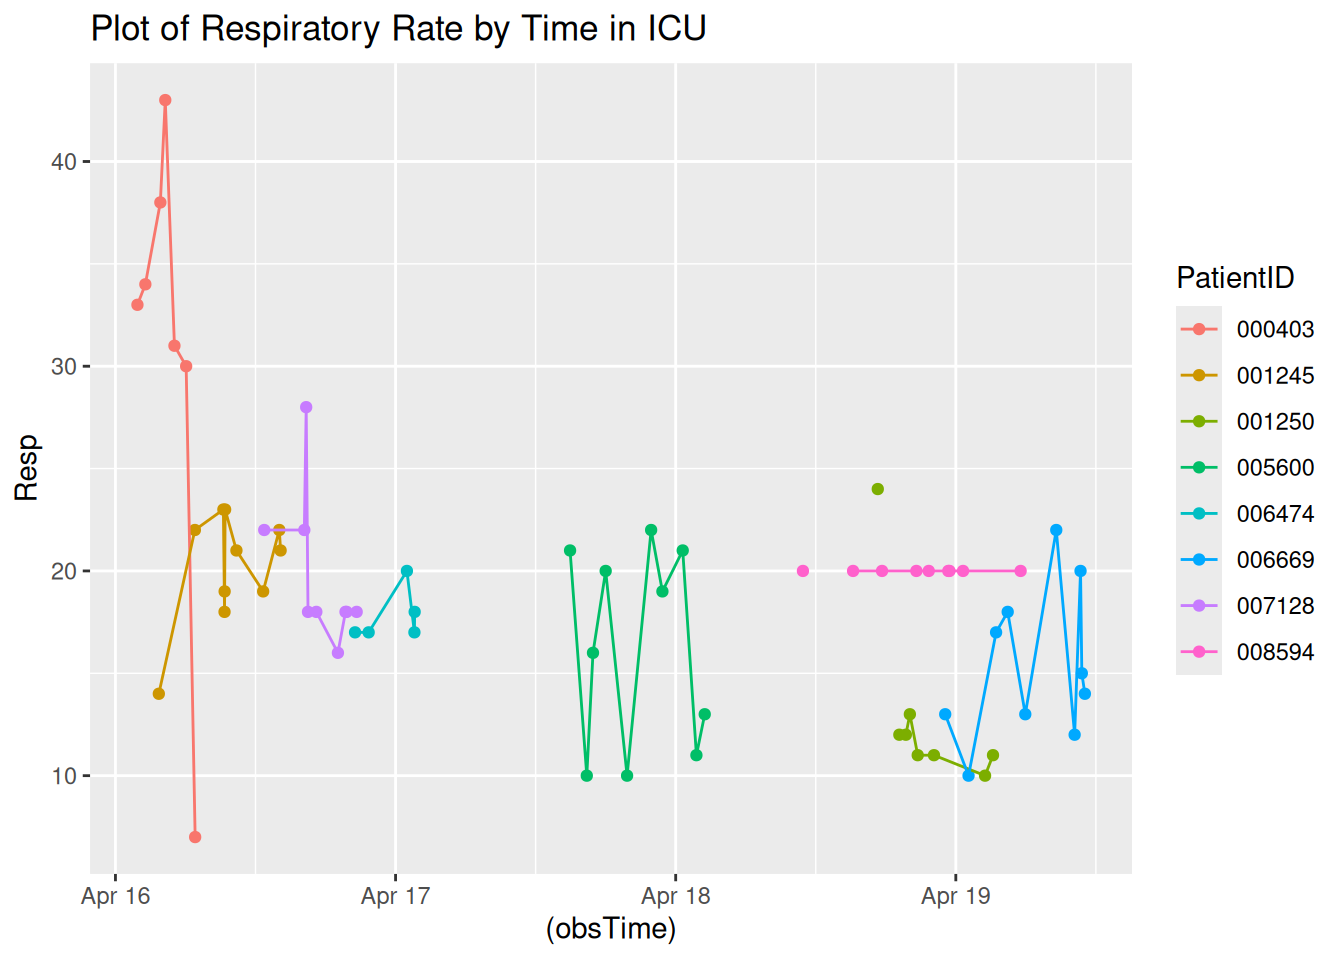 Plot of Respiratory Rate by Time in ICU
40
30
20
10
Resp
Apr 16
Apr 17
Apr 18
Apr 19
(obsTime)
PatientID
000403
001245
001250
005600
006474
006669
007128
008594